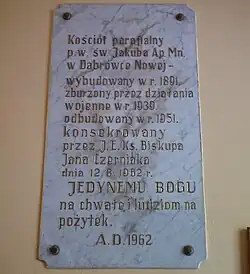 Kościół parafialny
p.w. św. Jakuba Ap. Mn.
w Dąbrówce Nowej-
wybudowany w r. 1891.
zburzony przez działania
wojenne w r. 1939.
odbudowany w r. 1951.
konsekrowany
przez J.E. Ks. Biskupa
Jana Czerniaka
dnia 12. 8. 1962 r.
JEDYNEMU BOGU
na chwałę i ludziom na
pożytek.
A.D. 1962